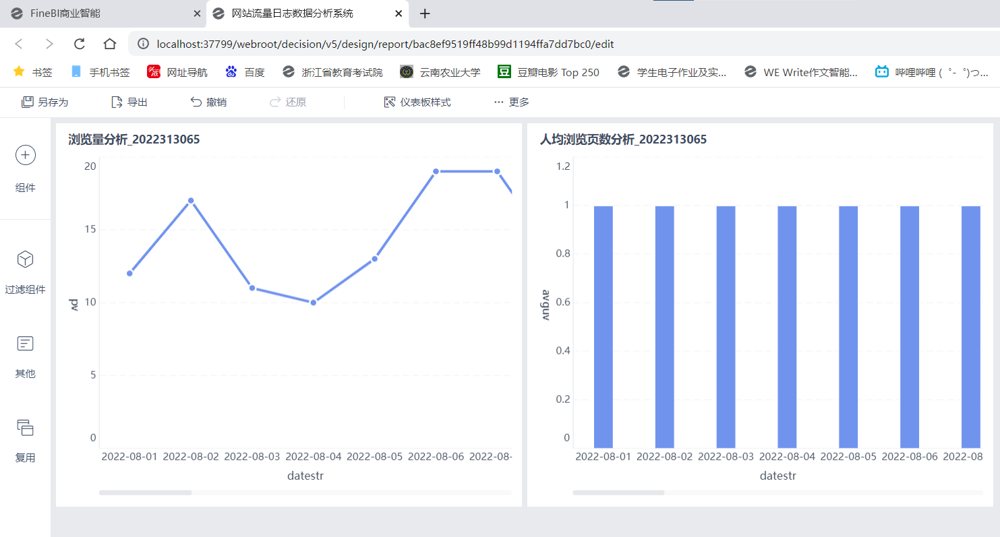 FineBI商业智能
网站流量日志数据分析系统
localhost:37799/webroot/decision/v5/design/report/bac8ef9519ff48b99d1194ffa7dd7bc0/edit
书签 手机书签 网址导航 百度 浙江省教育考试院 云南农业大学 豆瓣电影 Top 250 学生电子作业及实... WE Write作文智能... 哔哩哔哩 (゜-゜)つ...
另存为 导出 撤销 还原 仪表板样式 ··· 更多
组件
过滤组件
其他
复用
浏览量分析_2022313065
20
15
10
5
0
pv
2022-08-01 2022-08-02 2022-08-03 2022-08-04 2022-08-05 2022-08-06 2022-08-
datestr
人均浏览页数分析_2022313065
1.2
1
0.8
0.6
0.4
0.2
0
avguv
2022-08-01 2022-08-02 2022-08-03 2022-08-04 2022-08-05 2022-08-06 2022-08
datestr